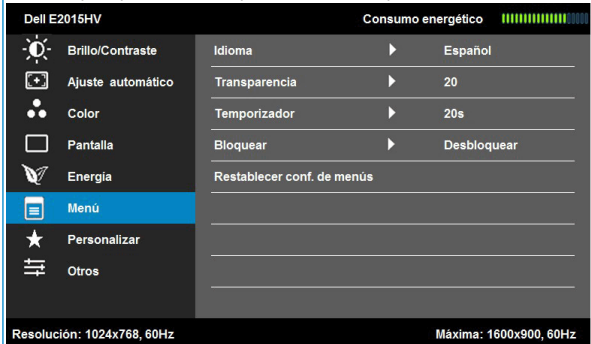 Dell E2015HV Consumo energético
Brillo/Contraste Idioma Español
Ajuste automático Transparencia 20
Color Temporizador 20s
Pantalla Bloquear Desbloquear
Energía Restablecer conf. de menús
Menú
Personalizar
Otros
Resolución: 1024x768, 60Hz Máxima: 1600x900, 60Hz